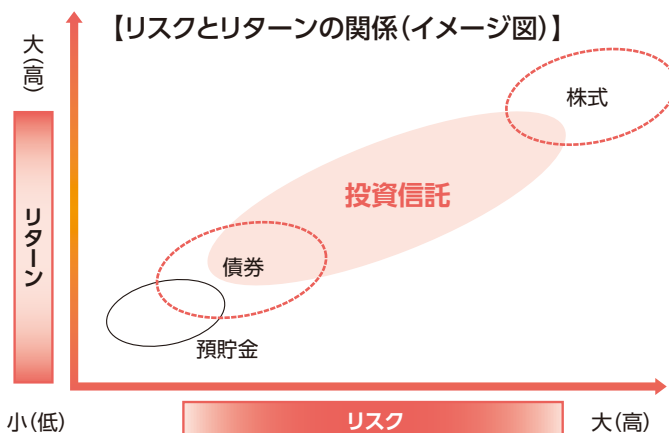 【リスクとリターンの関係(イメージ図)】
大(高)
株式
投資信託
リターン
債券
預貯金
小(低)
リスク
大(高)